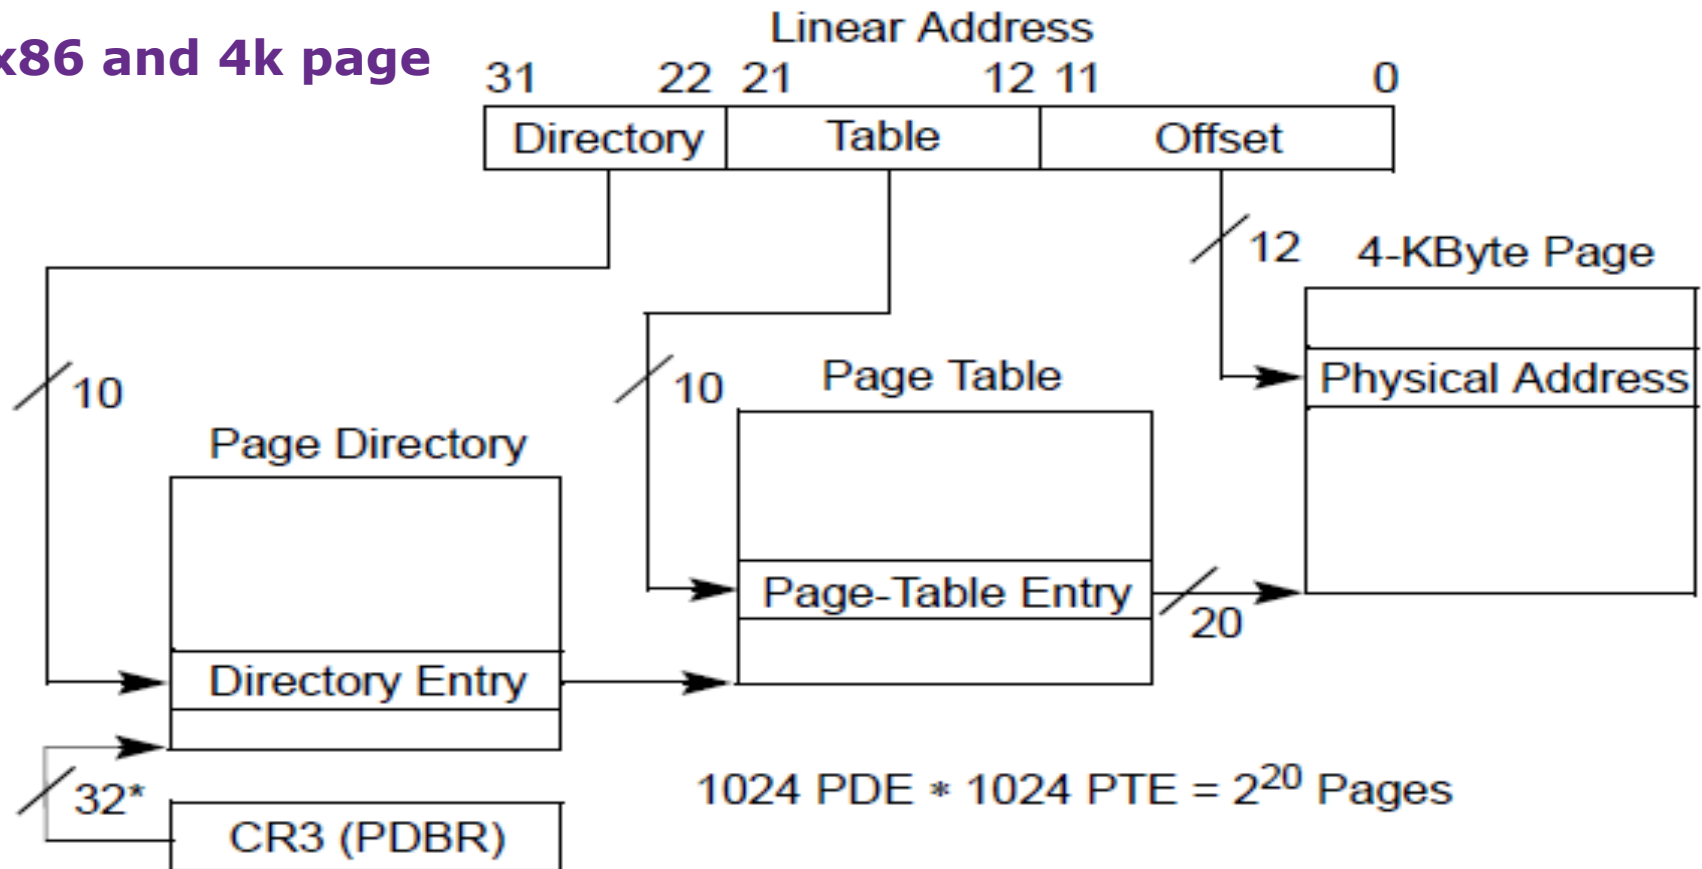 x86 and 4k page
Linear Address
31 22 21 12 11 0
Directory Table Offset
12
4-KByte Page
Physical Address
10
10
Page Table
Page Directory
Page-Table Entry
20
Directory Entry
32*
1024 PDE * 1024 PTE = 2^20 Pages
CR3 (PDBR)